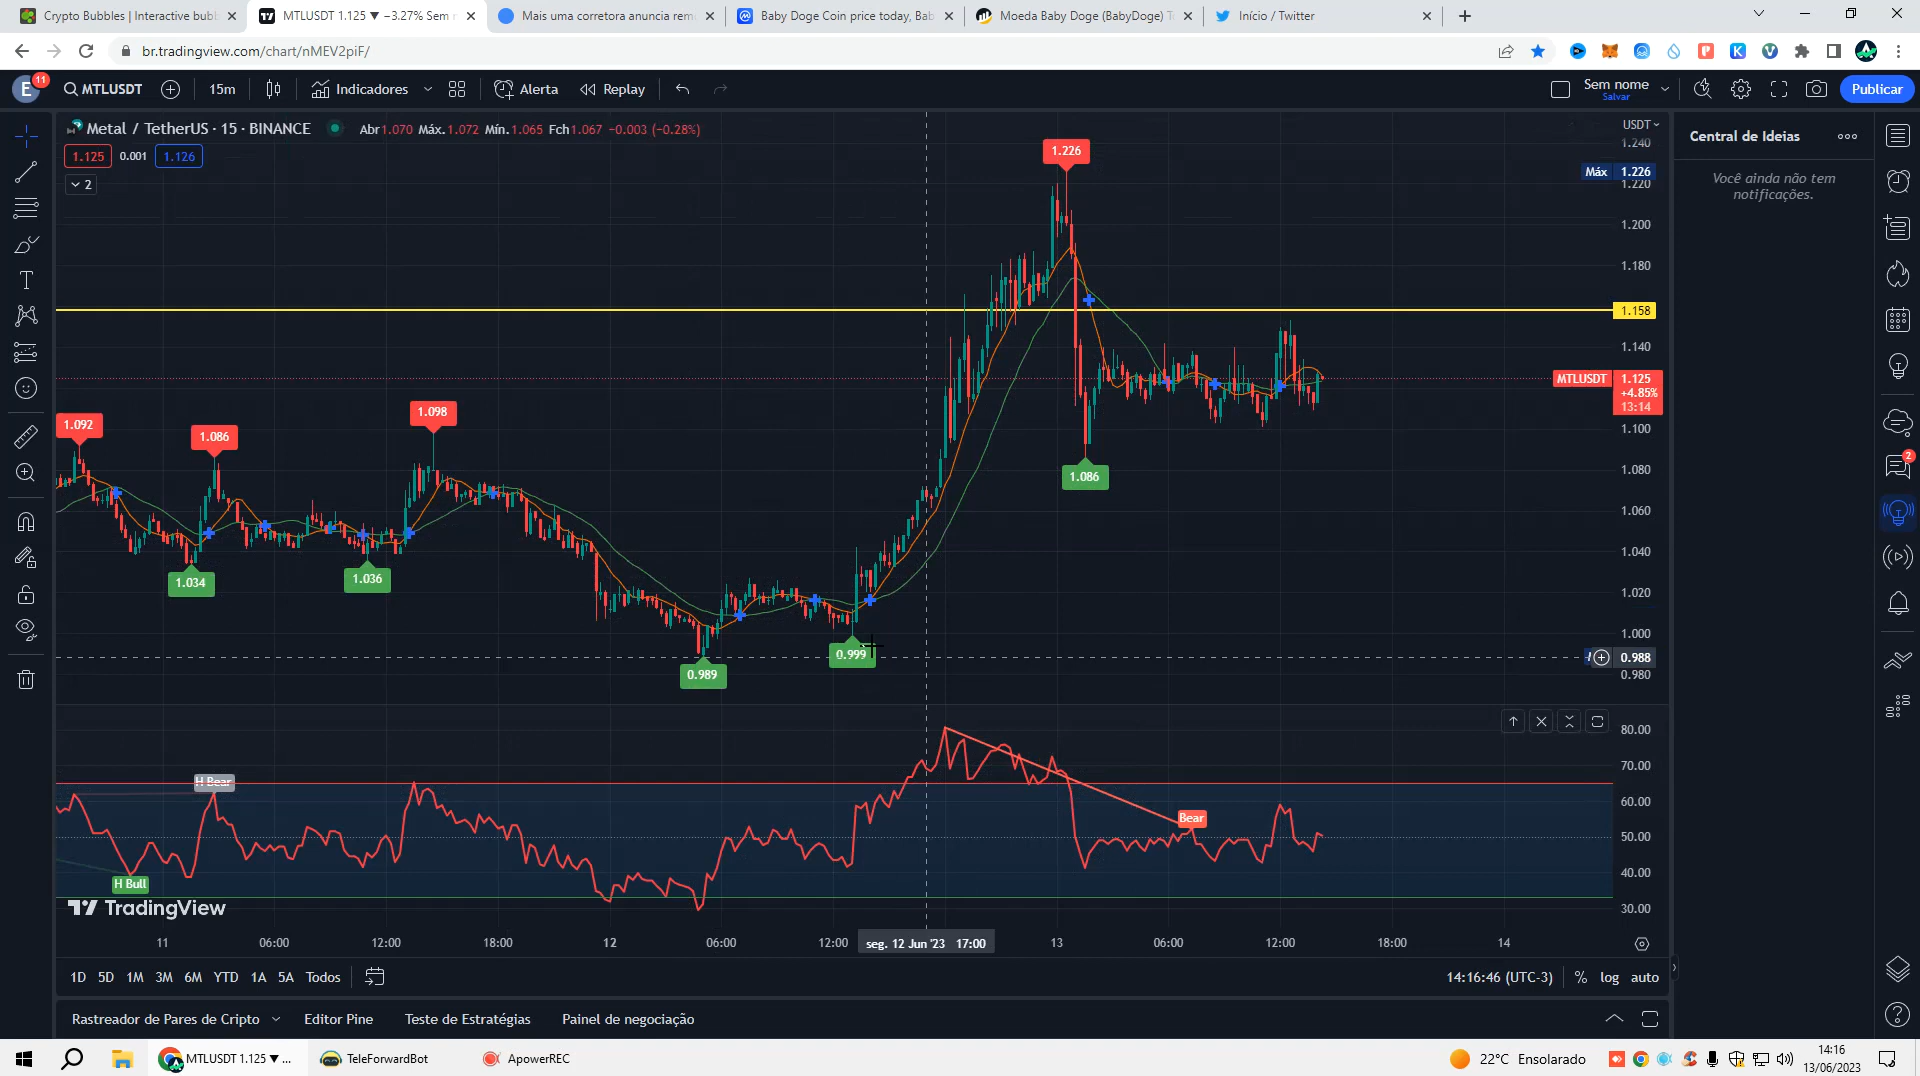 Crypto Bubbles | Interactive bubb
MTLUSDT 1.125 ▼ −3.27% Sem n
Mais uma corretora anuncia rem
Baby Doge Coin price today, Bab
Moeda Baby Doge (BabyDoge) T
Início / Twitter
br.tradingview.com/chart/nMEV2piF/
E 11 MTLUSDT 15m Indicadores Alerta Replay Sem nome Salvar Publicar
Metal / TetherUS · 15 · BINANCE Abr1.070 Máx.1.072 Mín.1.065 Fch1.067 −0.003 (−0.28%)
1.125 0.001 1.126
2
USDT
Central de Ideias
Você ainda não tem
notificações.
1.240
Máx 1.226
1.220
1.200
1.180
1.158
1.140
MTLUSDT 1.125
+4.85%
13:14
1.100
1.080
1.060
1.040
1.020
1.000
0.988
0.980
1.226
1.092
1.086
1.098
1.086
1.034
1.036
0.989
0.999
2
80.00
70.00
60.00
50.00
40.00
30.00
H Bear
Bear
H Bull
TradingView
11 06:00 12:00 18:00 12 06:00 12:00 seg. 12 Jun '23 17:00 13 06:00 12:00 18:00 14
1D 5D 1M 3M 6M YTD 1A 5A Todos 14:16:46 (UTC-3) % log auto
Rastreador de Pares de Cripto Editor Pine Teste de Estratégias Painel de negociação
MTLUSDT 1.125 ▼ ... TeleForwardBot ApowerREC 22°C Ensolarado 14:16
13/06/2023